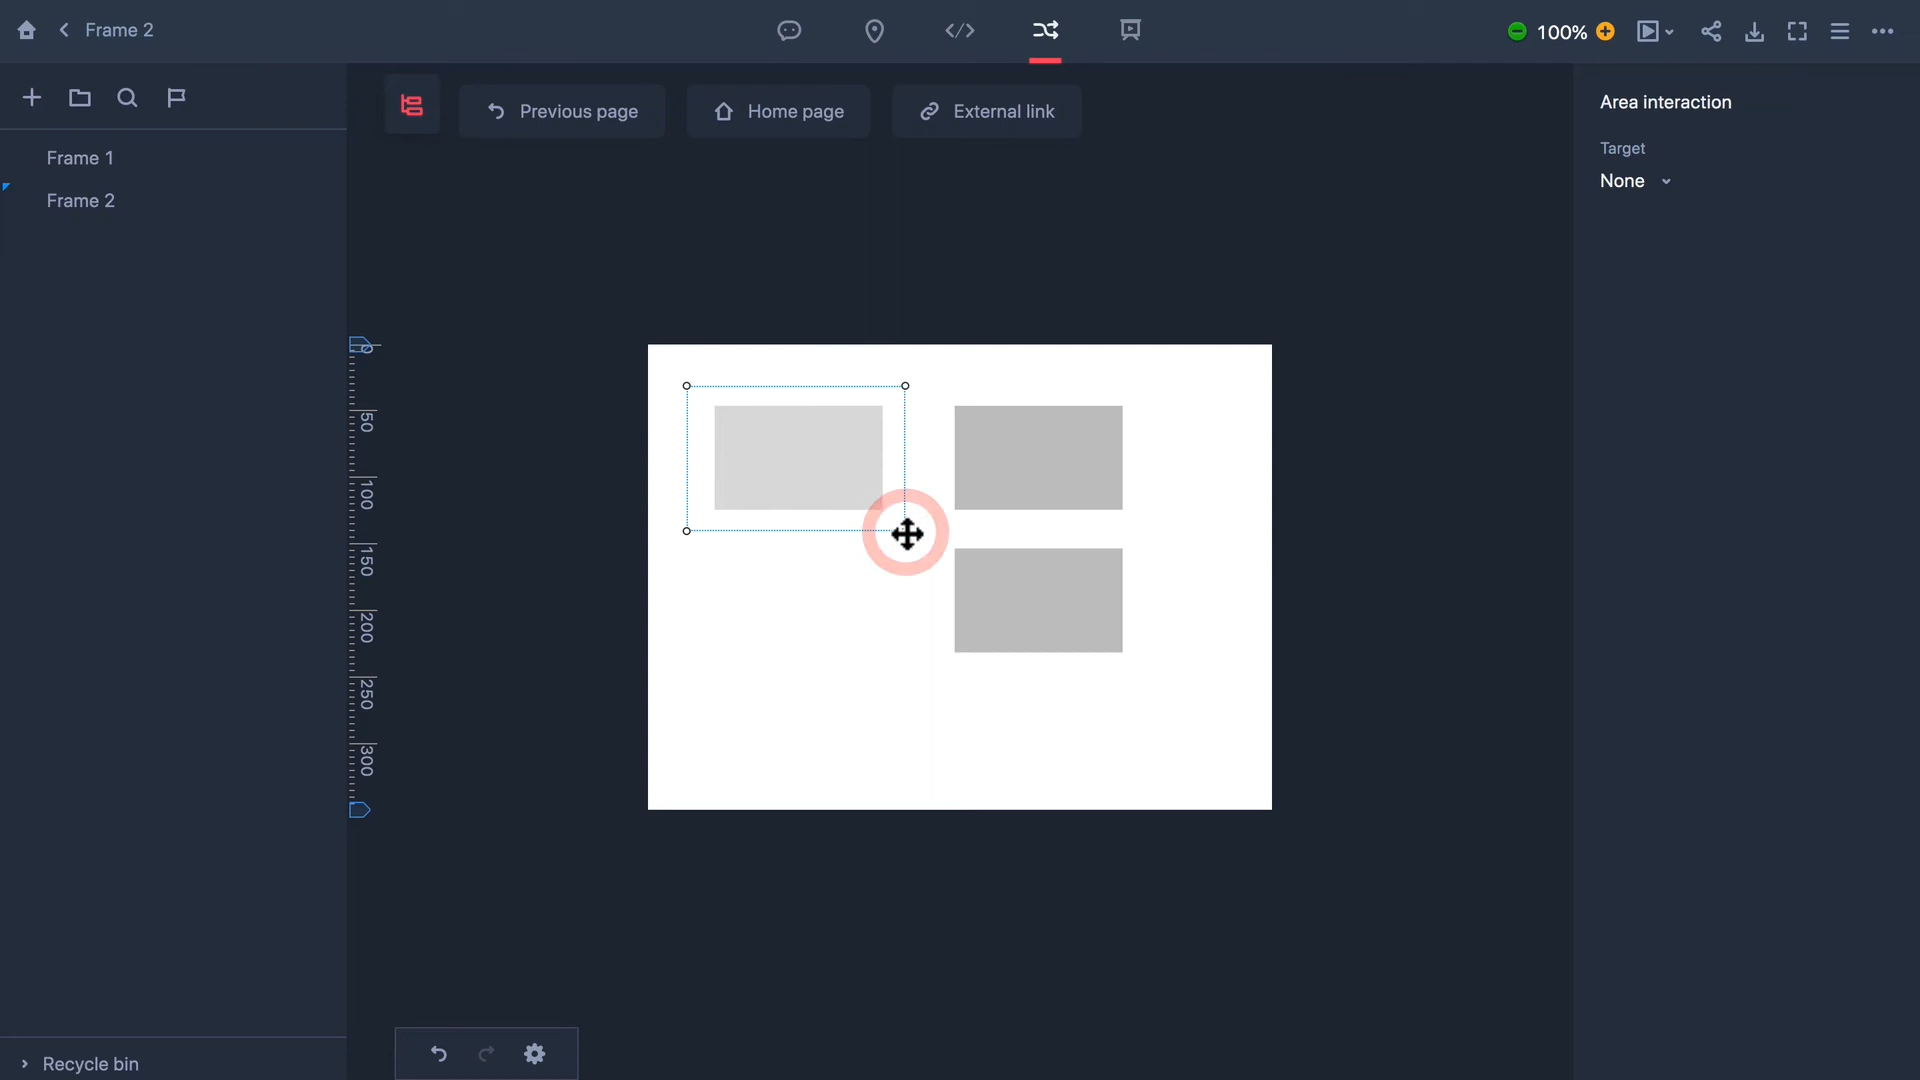 Frame 2
100%
Previous page
Home page
External link
Area interaction
Target
None
Frame 1
Frame 2
0
50
100
150
200
250
300
Recycle bin